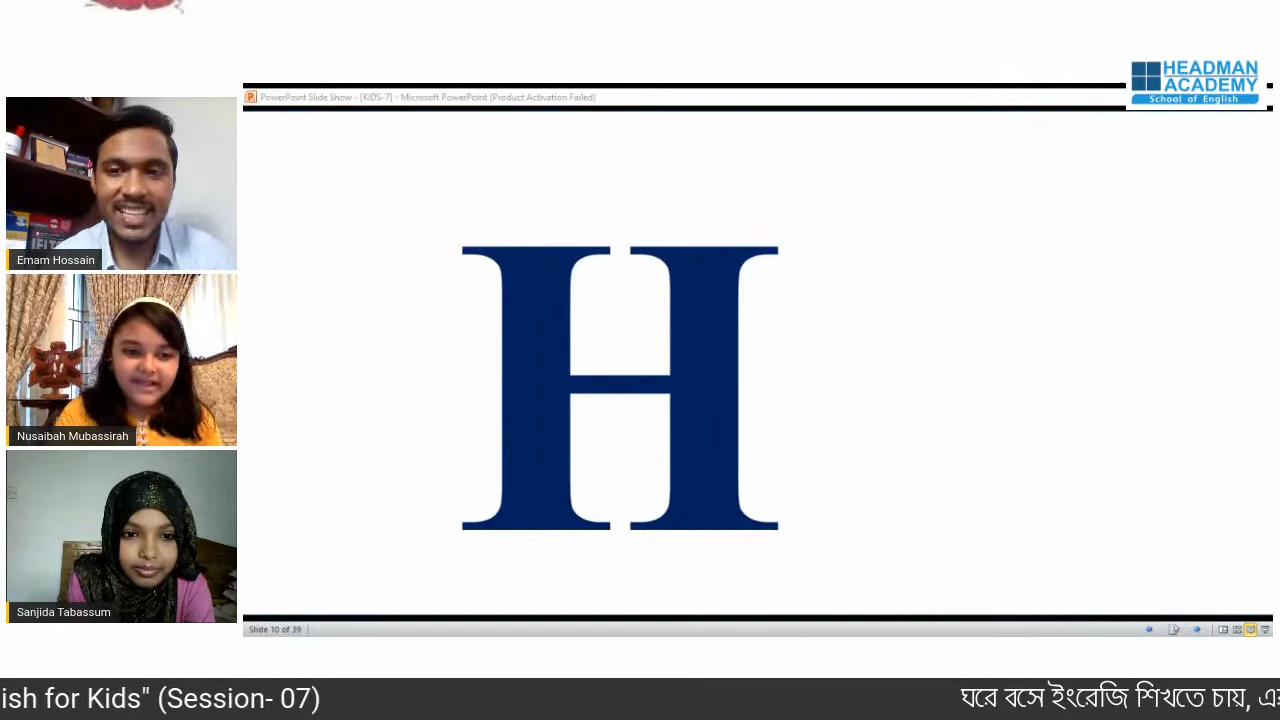 HEADMAN
ACADEMY
School of English
PowerPoint Slide Show - [KIDS-7] - Microsoft PowerPoint (Product Activation Failed)
Emam Hossain
Nusaibah Mubassirah
Sanjida Tabassum
H
Slide 10 of 39
ish for Kids" (Session- 07)
ঘরে বসে ইংরেজি শিখতে চায়,